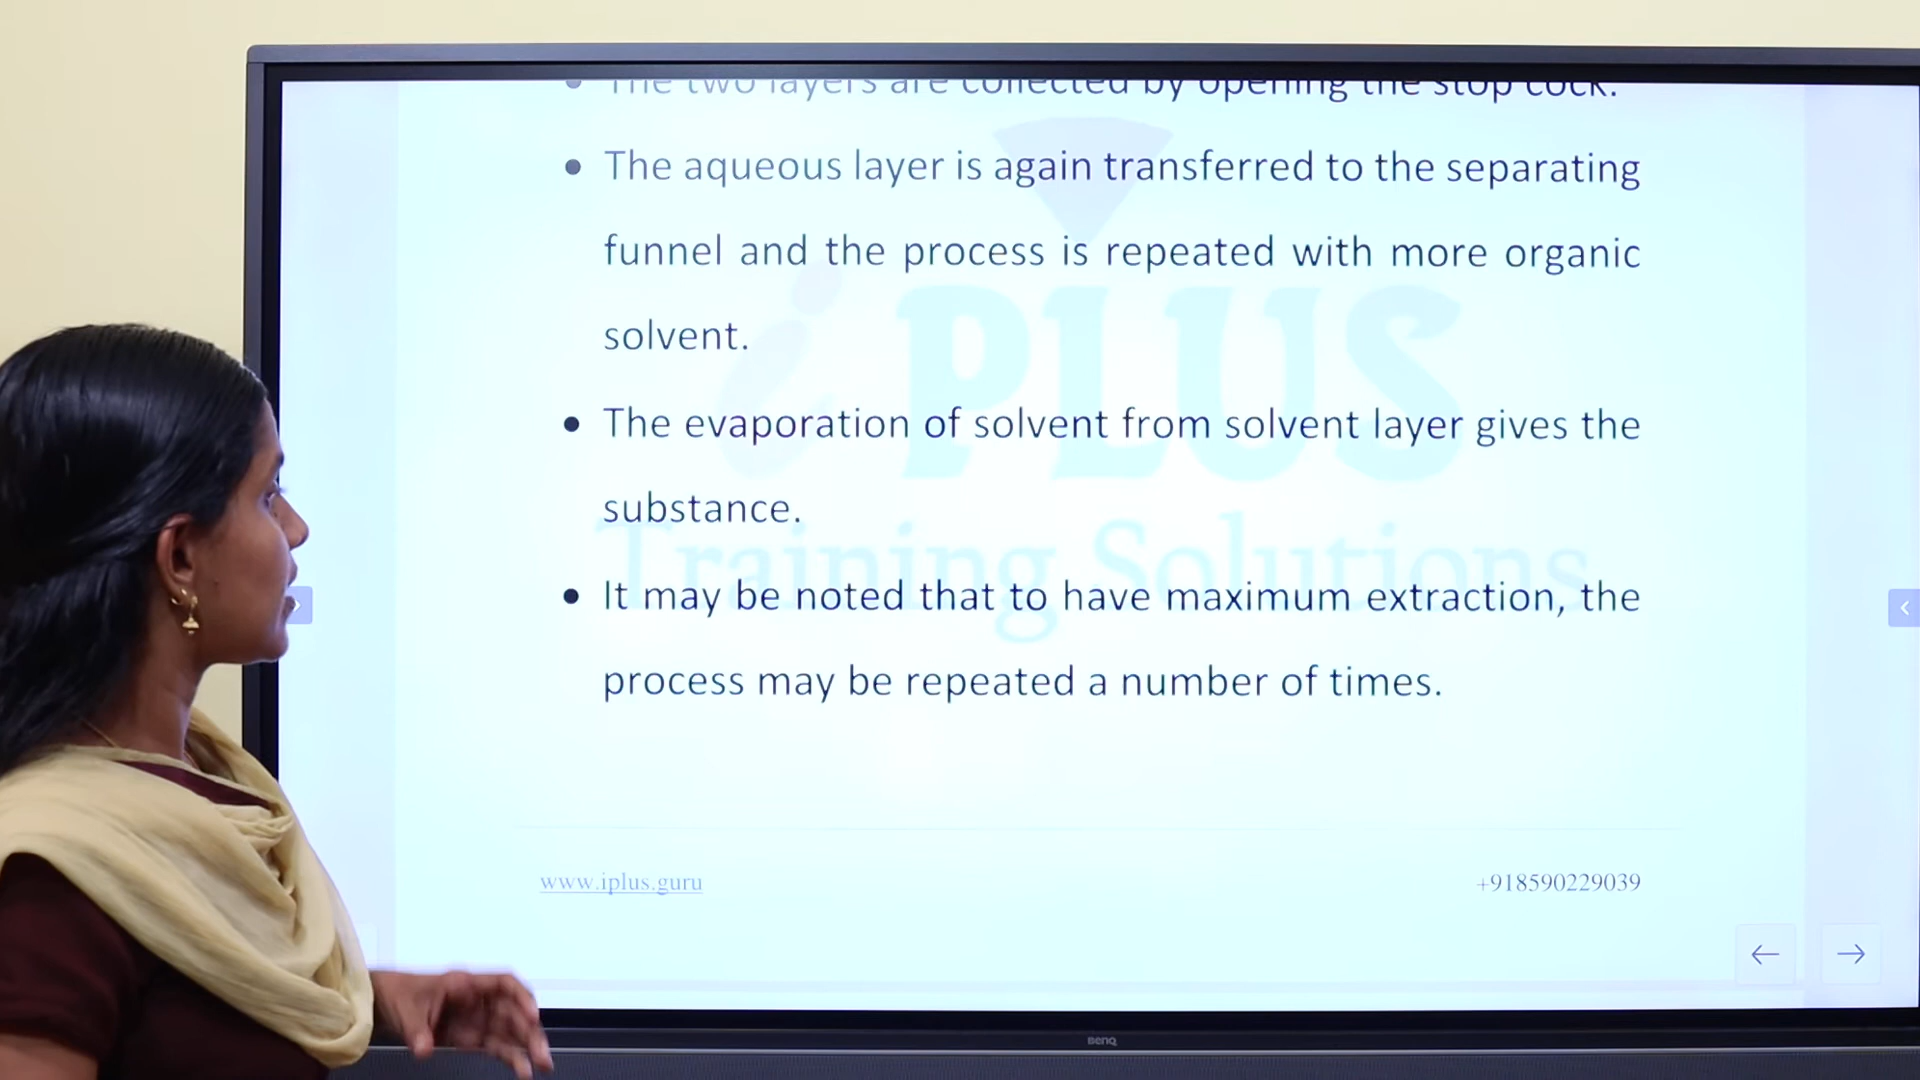 • The two layers are collected by opening the stop cock.
• The aqueous layer is again transferred to the separating
funnel and the process is repeated with more organic
solvent.
• The evaporation of solvent from solvent layer gives the
substance.
• It may be noted that to have maximum extraction, the
process may be repeated a number of times.
i PLUS
Training Solutions
www.iplus.guru
+918590229039
BenQ